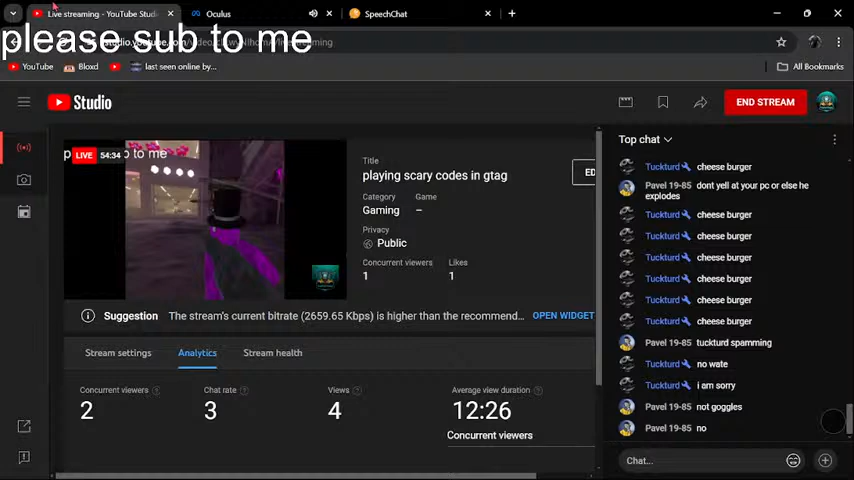 Live streaming - YouTube Studi
Oculus
SpeechChat
please sub to me
studio.youtube.com/video
streaming
YouTube
Bloxd
last seen online by...
All Bookmarks
Studio
END STREAM
LIVE 54:34
to me
Title
playing scary codes in gtag
ED
Category
Game
Gaming
–
Privacy
Public
Concurrent viewers
Likes
1
1
Suggestion
The stream's current bitrate (2659.65 Kbps) is higher than the recommend...
OPEN WIDGET
Stream settings
Analytics
Stream health
Concurrent viewers
Chat rate
Views
Average view duration
2
3
4
12:26
Concurrent viewers
Top chat
Tuckturd cheese burger
Pavel 19-85 dont yell at your pc or else he
explodes
Tuckturd cheese burger
Tuckturd cheese burger
Tuckturd cheese burger
Tuckturd cheese burger
Tuckturd cheese burger
Tuckturd cheese burger
Pavel 19-85 tuckturd spamming
Tuckturd no wate
Tuckturd i am sorry
Pavel 19-85 not goggles
Pavel 19-85 no
Chat...